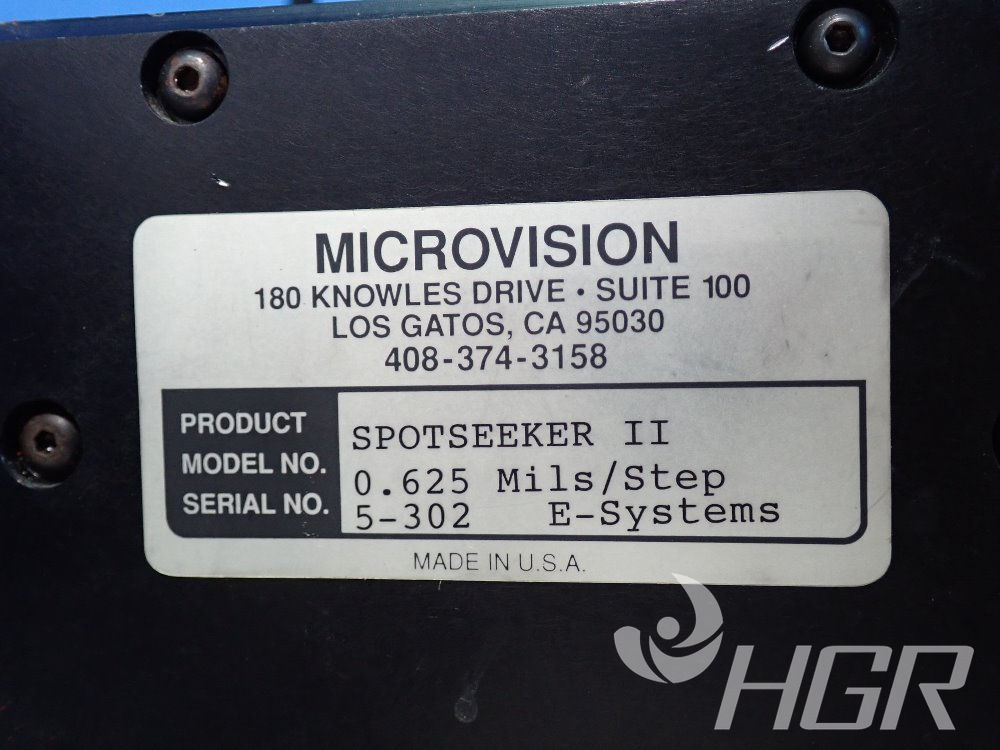 MICROVISION
180 KNOWLES DRIVE · SUITE 100
LOS GATOS, CA 95030
408-374-3158
PRODUCT SPOTSEEKER II
MODEL NO. 0.625 Mils/Step
SERIAL NO. 5-302 E-Systems
MADE IN U.S.A.
HGR